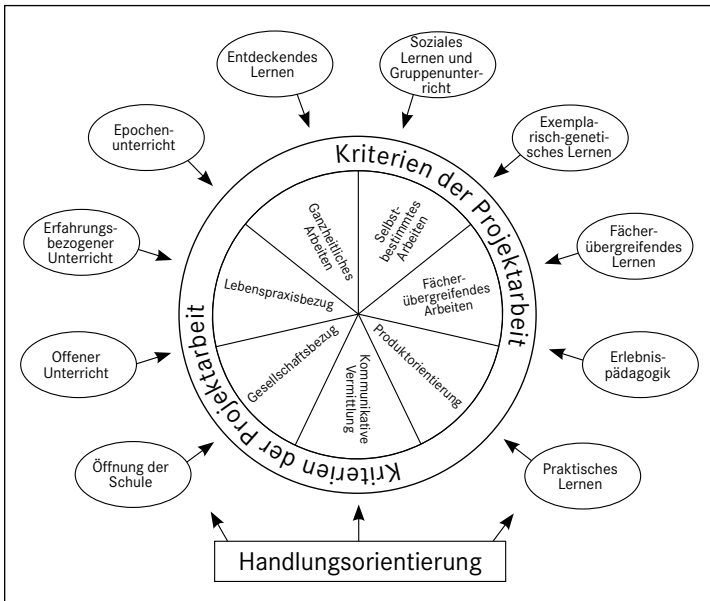 Entdeckendes
Lernen
Soziales
Lernen und
Gruppenunter-
richt
Epochen-
unterricht
Exempla-
risch-gene-
tisches Lernen
Erfahrungs-
bezogener
Unterricht
Fächer-
übergreifendes
Lernen
Offener
Unterricht
Erlebnis-
pädagogik
Öffnung der
Schule
Praktisches
Lernen
Kriterien der Projektarbeit
Kriterien der Projektarbeit
Ganzheitliches
Arbeiten
Selbst-
bestimmtes
Arbeiten
Lebenspraxisbezug
Fächer-
übergreifendes
Arbeiten
Gesellschaftsbezug
Kommunikative
Vermittlung
Produktorientierung
Handlungsorientierung